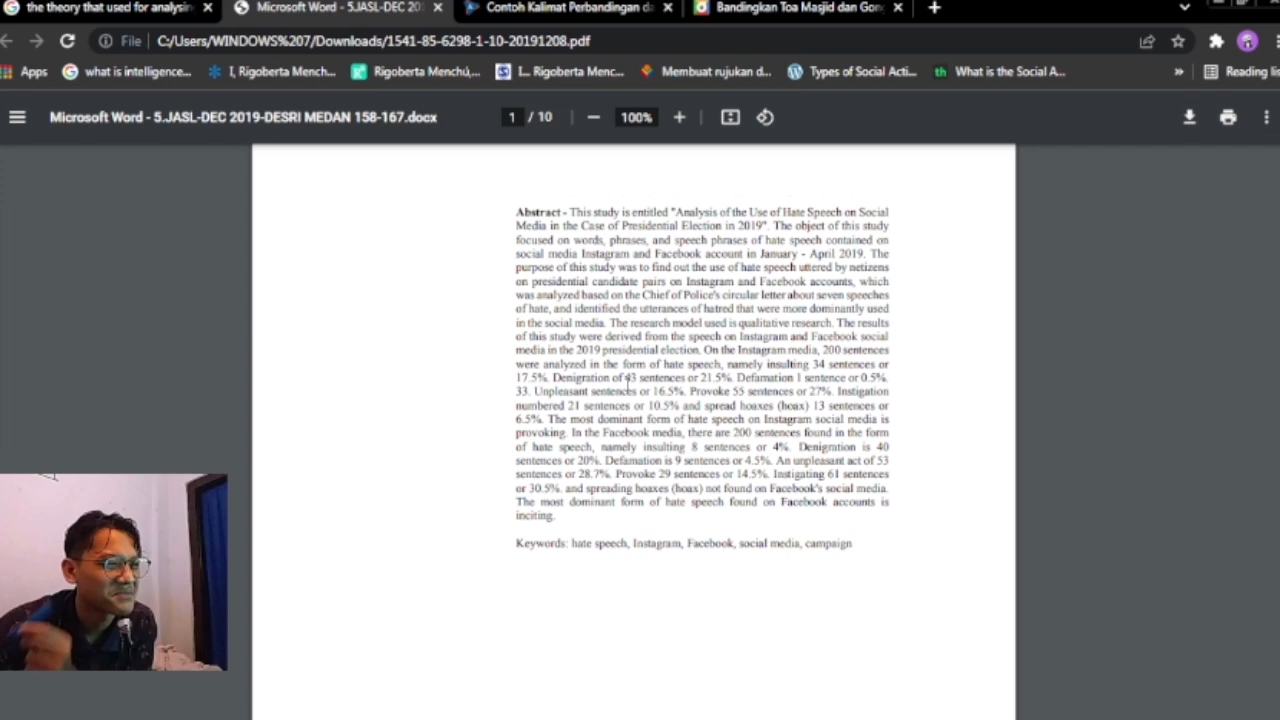 the theory that used for analysin
Microsoft Word - 5.JASL-DEC 20
Contoh Kalimat Perbandingan da
Bandingkan Toa Masjid dan Gong
File
C:/Users/WINDOWS%207/Downloads/1541-85-6298-1-10-20191208.pdf
Apps
what is intelligence...
I, Rigoberta Mench...
Rigoberta Menchú,...
I... Rigoberta Menc...
Membuat rujukan d...
Types of Social Acti...
What is the Social A...
Reading lis
Microsoft Word - 5.JASL-DEC 2019-DESRI MEDAN 158-167.docx
1 / 10
100%
Abstract - This study is entitled "Analysis of the Use of Hate Speech on Social
Media in the Case of Presidential Election in 2019". The object of this study
focused on words, phrases, and speech phrases of hate speech contained on
social media Instagram and Facebook account in January - April 2019. The
purpose of this study was to find out the use of hate speech uttered by netizens
on presidential candidate pairs on Instagram and Facebook accounts, which
was analyzed based on the Chief of Police's circular letter about seven speeches
of hate, and identified the utterances of hatred that were more dominantly used
in the social media. The research model used is qualitative research. The results
of this study were derived from the speech on Instagram and Facebook social
media in the 2019 presidential election. On the Instagram media, 200 sentences
were analyzed in the form of hate speech, namely insulting 34 sentences or
17.5%. Denigration of 43 sentences or 21.5%. Defamation 1 sentence or 0.5%.
33. Unpleasant sentences or 16.5%. Provoke 55 sentences or 27%. Instigation
numbered 21 sentences or 10.5% and spread hoaxes (hoax) 13 sentences or
6.5%. The most dominant form of hate speech on Instagram social media is
provoking. In the Facebook media, there are 200 sentences found in the form
of hate speech, namely insulting 8 sentences or 4%. Denigration is 40
sentences or 20%. Defamation is 9 sentences or 4.5%. An unpleasant act of 53
sentences or 28.7%. Provoke 29 sentences or 14.5%. Instigating 61 sentences
or 30.5%. and spreading hoaxes (hoax) not found on Facebook's social media.
The most dominant form of hate speech found on Facebook accounts is
inciting.
Keywords: hate speech, Instagram, Facebook, social media, campaign